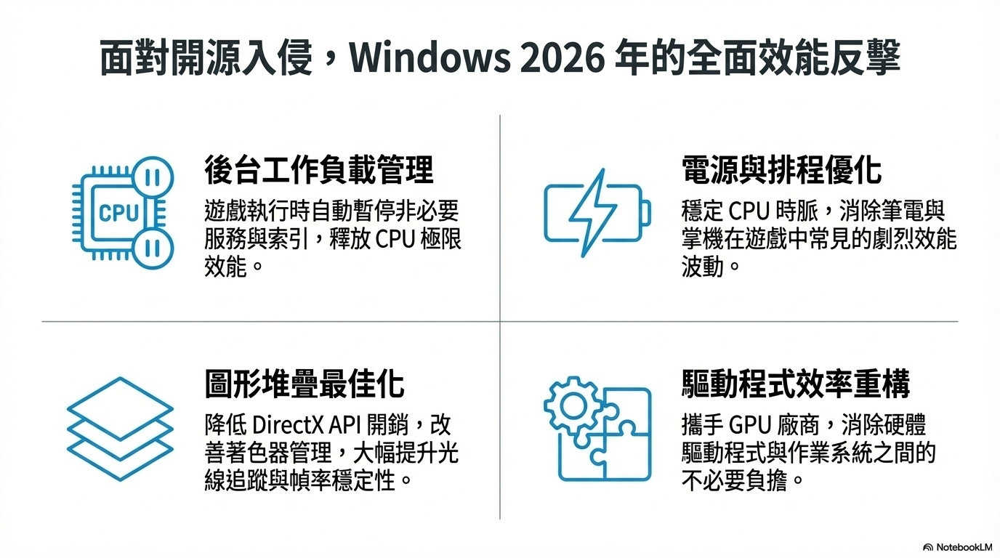 面對開源入侵，Windows 2026 年的全面效能反擊
CPU
後台工作負載管理
遊戲執行時自動暫停非必要
服務與索引，釋放 CPU 極限
效能。
電源與排程優化
穩定 CPU 時脈，消除筆電與
掌機在遊戲中常見的劇烈效能
波動。
圖形堆疊最佳化
降低 DirectX API 開銷，改
善著色器管理，大幅提升光
線追蹤與幀率穩定性。
驅動程式效率重構
攜手 GPU 廠商，消除硬體
驅動程式與作業系統之間的
不必要負擔。
NotebookLM